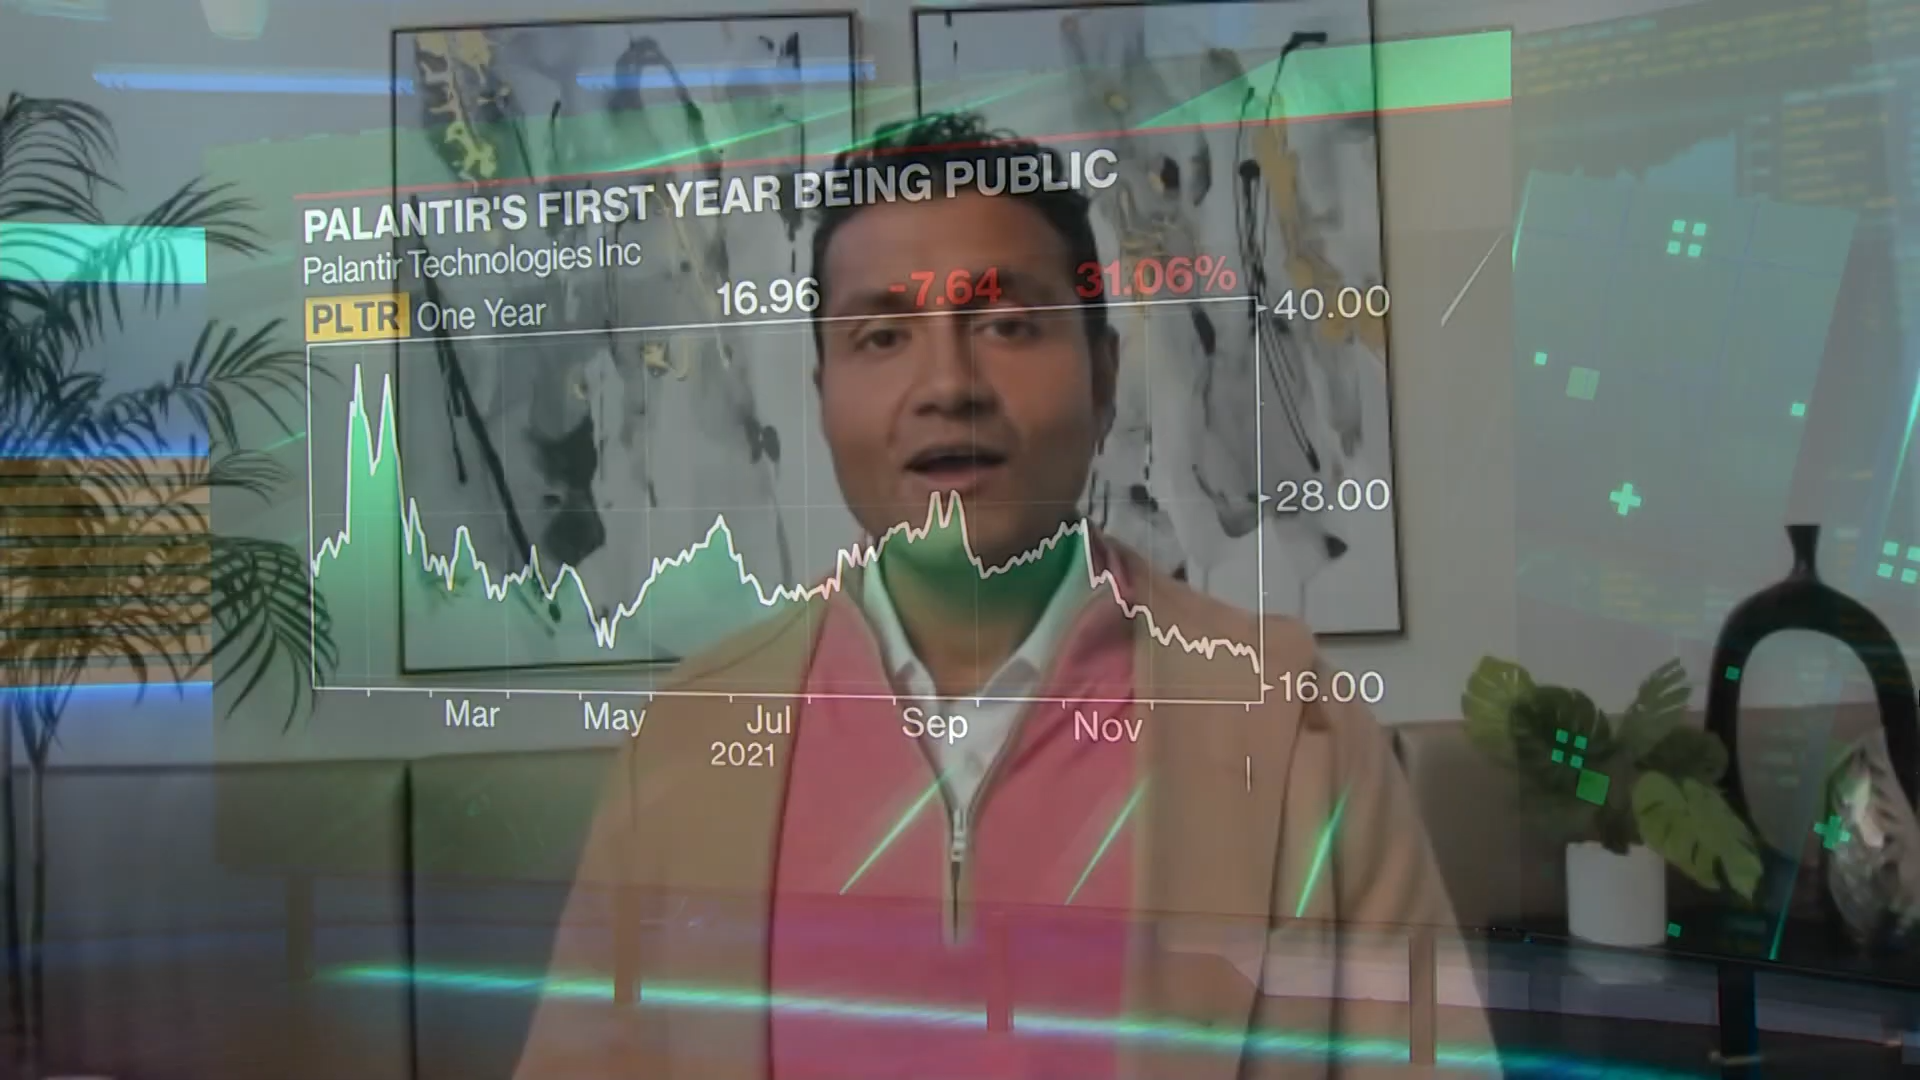 PALANTIR'S FIRST YEAR BEING PUBLIC
Palantir Technologies Inc
PLTR One Year 16.96 -7.64 31.06%
40.00
28.00
16.00
Mar May Jul Sep Nov
2021